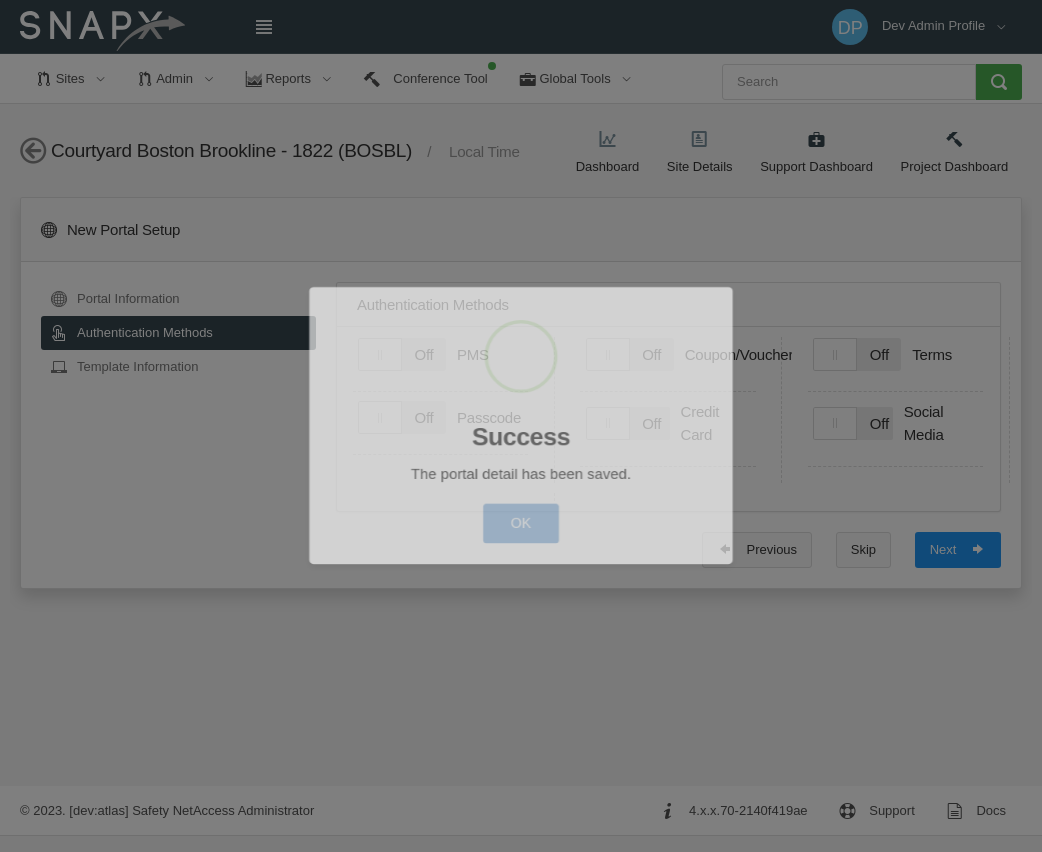 SNAPX
DP
Dev Admin Profile
Sites
Admin
Reports
Conference Tool
Global Tools
Search
Courtyard Boston Brookline - 1822 (BOSBL) / Local Time
Dashboard
Site Details
Support Dashboard
Project Dashboard
New Portal Setup
Portal Information
Authentication Methods
Template Information
Authentication Methods
Off PMS
Off Coupon/Voucher
Off Terms
Off Passcode
Off Credit
Card
Off Social
Media
Success
The portal detail has been saved.
OK
Previous
Skip
Next
© 2023. [dev:atlas] Safety NetAccess Administrator
4.x.x.70-2140f419ae
Support
Docs